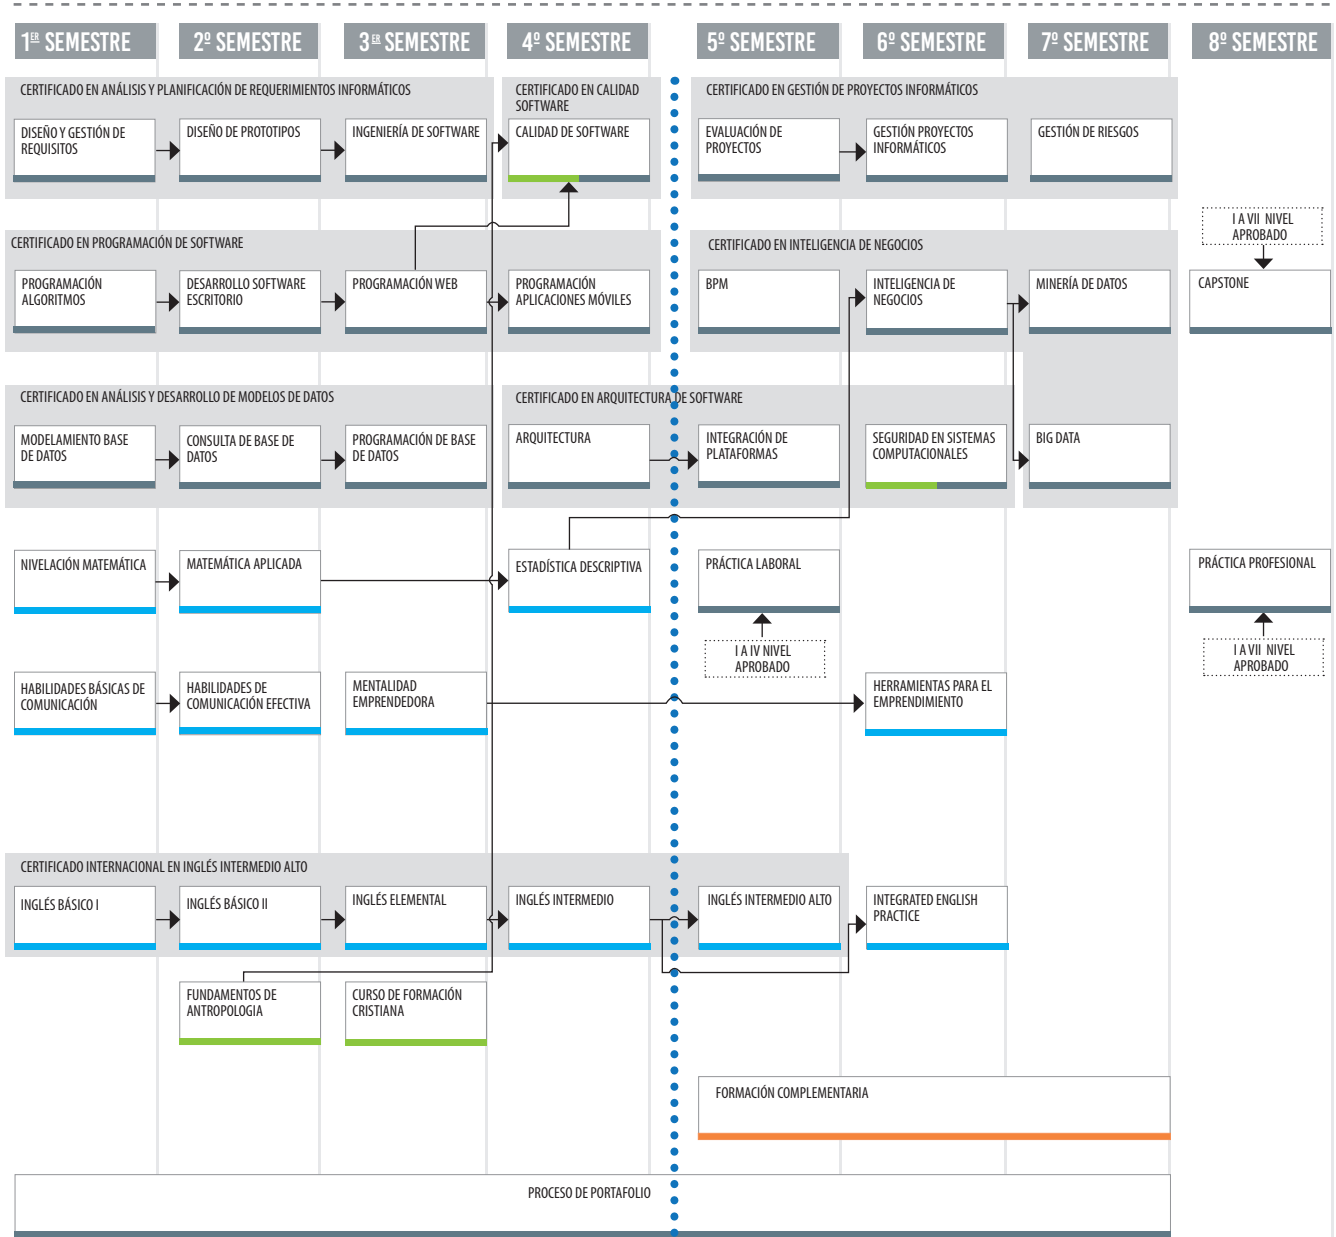 1ER SEMESTRE
2º SEMESTRE
3ER SEMESTRE
4º SEMESTRE
5º SEMESTRE
6º SEMESTRE
7º SEMESTRE
8º SEMESTRE
CERTIFICADO EN ANÁLISIS Y PLANIFICACIÓN DE REQUERIMIENTOS INFORMÁTICOS
CERTIFICADO EN CALIDAD
SOFTWARE
CERTIFICADO EN GESTIÓN DE PROYECTOS INFORMÁTICOS
DISEÑO Y GESTIÓN DE
REQUISITOS
DISEÑO DE PROTOTIPOS
INGENIERÍA DE SOFTWARE
CALIDAD DE SOFTWARE
EVALUACIÓN DE
PROYECTOS
GESTIÓN PROYECTOS
INFORMÁTICOS
GESTIÓN DE RIESGOS
I A VII NIVEL
APROBADO
CERTIFICADO EN PROGRAMACIÓN DE SOFTWARE
CERTIFICADO EN INTELIGENCIA DE NEGOCIOS
PROGRAMACIÓN
ALGORITMOS
DESARROLLO SOFTWARE
ESCRITORIO
PROGRAMACIÓN WEB
PROGRAMACIÓN
APLICACIONES MÓVILES
BPM
INTELIGENCIA DE
NEGOCIOS
MINERÍA DE DATOS
CAPSTONE
CERTIFICADO EN ANÁLISIS Y DESARROLLO DE MODELOS DE DATOS
CERTIFICADO EN ARQUITECTURA DE SOFTWARE
MODELAMIENTO BASE
DE DATOS
CONSULTA DE BASE DE
DATOS
PROGRAMACIÓN DE BASE
DE DATOS
ARQUITECTURA
INTEGRACIÓN DE
PLATAFORMAS
SEGURIDAD EN SISTEMAS
COMPUTACIONALES
BIG DATA
NIVELACIÓN MATEMÁTICA
MATEMÁTICA APLICADA
ESTADÍSTICA DESCRIPTIVA
PRÁCTICA LABORAL
PRÁCTICA PROFESIONAL
I A IV NIVEL
APROBADO
I A VII NIVEL
APROBADO
HABILIDADES BÁSICAS DE
COMUNICACIÓN
HABILIDADES DE
COMUNICACIÓN EFECTIVA
MENTALIDAD
EMPRENDEDORA
HERRAMIENTAS PARA EL
EMPRENDIMIENTO
CERTIFICADO INTERNACIONAL EN INGLÉS INTERMEDIO ALTO
INGLÉS BÁSICO I
INGLÉS BÁSICO II
INGLÉS ELEMENTAL
INGLÉS INTERMEDIO
INGLÉS INTERMEDIO ALTO
INTEGRATED ENGLISH
PRACTICE
FUNDAMENTOS DE
ANTROPOLOGIA
CURSO DE FORMACIÓN
CRISTIANA
FORMACIÓN COMPLEMENTARIA
PROCESO DE PORTAFOLIO